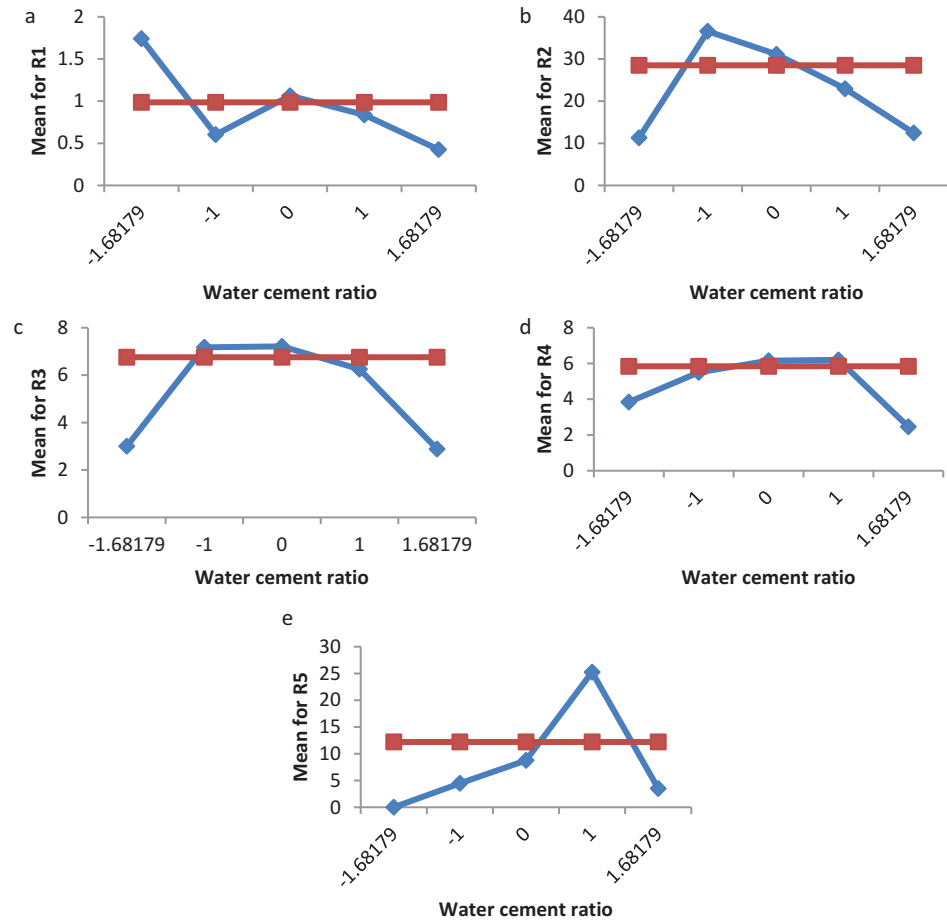 a
Mean for R1
2
1.5
1
0.5
0
-1.68179
-1
0
1
1.68179
Water cement ratio
b
Mean for R2
40
30
20
10
0
-1.68179
-1
0
1
1.68179
Water cement ratio
c
Mean for R3
8
6
4
2
0
-1.68179 -1 0 1 1.68179
Water cement ratio
d
Mean for R4
8
6
4
2
0
-1.68179
-1
0
1
1.68179
Water cement ratio
e
Mean for R5
30
25
20
15
10
5
0
-1.68179
-1
0
1
1.68179
Water cement ratio